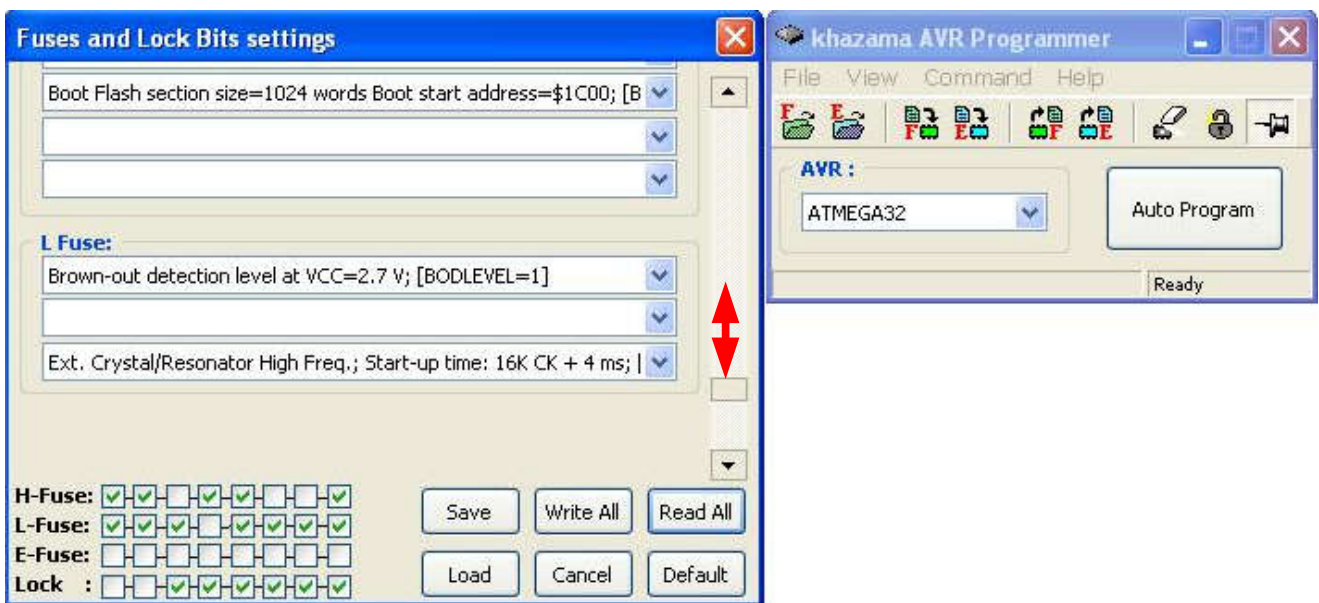 Fuses and Lock Bits settings
Boot Flash section size=1024 words Boot start address=$1C00; [B
L Fuse:
Brown-out detection level at VCC=2.7 V; [BODLEVEL=1]
Ext. Crystal/Resonator High Freq.; Start-up time: 16K CK + 4 ms; [
H-Fuse:
L-Fuse:
E-Fuse:
Lock :
Save
Write All
Read All
Load
Cancel
Default
khazama AVR Programmer
File View Command Help
F E F E F E
AVR :
ATMEGA32
Auto Program
Ready